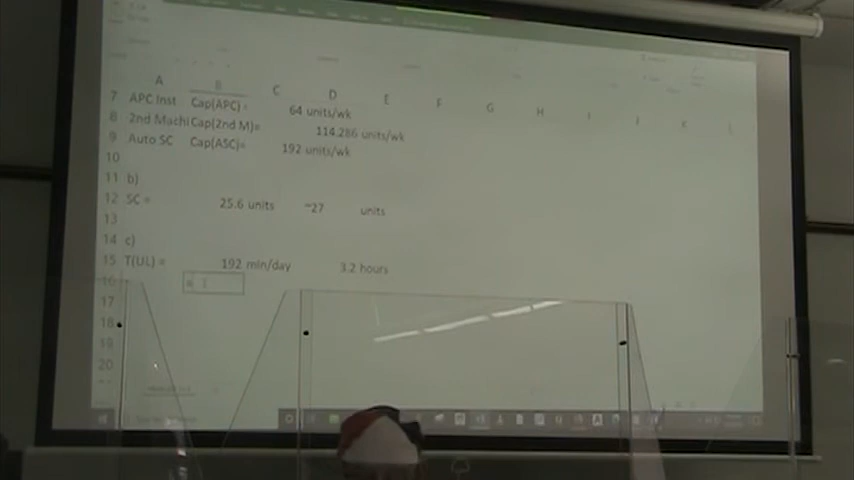 A B C D E F G H I J K L
7 APC Inst Cap(APC) = 64 units/wk
8 2nd Machi Cap(2nd M)= 114.286 units/wk
9 Auto SC Cap(ASC)= 192 units/wk
10
11 b)
12 SC = 25.6 units ~27 units
13
14 c)
15 T(UL) = 192 min/day 3.2 hours
16
17
18
19
20